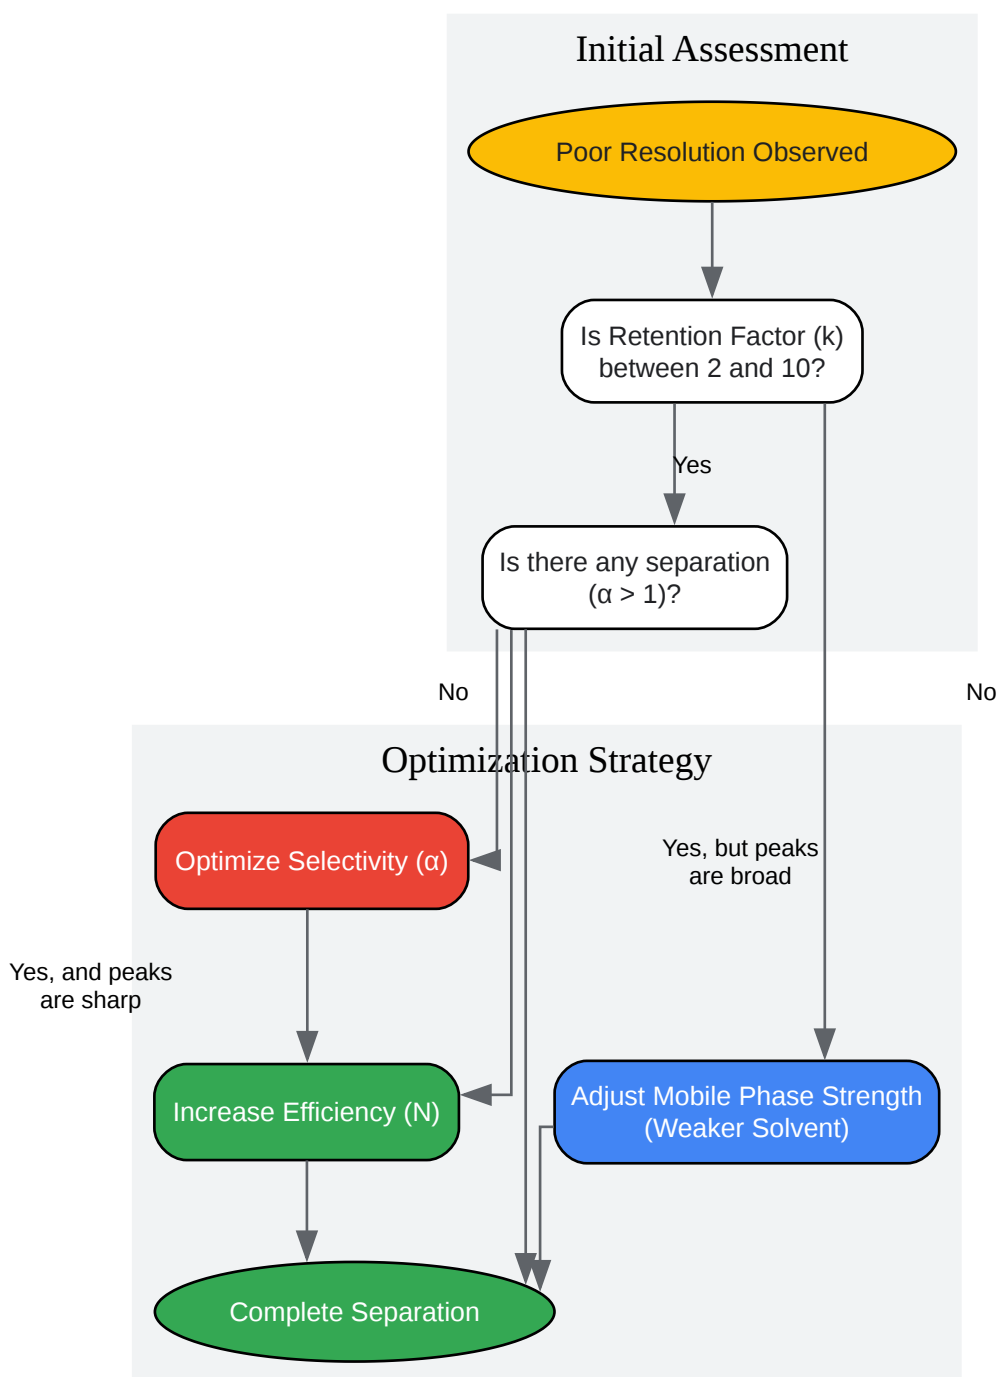 Initial Assessment
Poor Resolution Observed
Is Retention Factor (k)
between 2 and 10?
Yes
Is there any separation
(α > 1)?
No
No
Optimization Strategy
Yes, but peaks
are broad
Optimize Selectivity (α)
Yes, and peaks
are sharp
Increase Efficiency (N)
Adjust Mobile Phase Strength
(Weaker Solvent)
Complete Separation